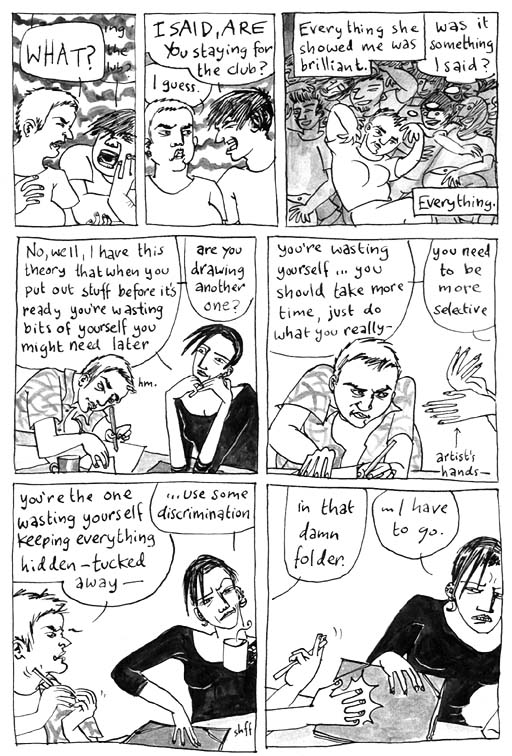 WHAT?
ing
the
lub?
I SAID, ARE
you staying for
the club?
I guess.
Everything she
showed me was
brilliant.
was it
something
I said?
Everything.
No, well, I have this
theory that when you
put out stuff before it's
ready you're wasting
bits of yourself you
might need later
are you
drawing
another
one?
hm.
you're wasting
yourself ... you
should take more
time, just do
what you really-
you need
to be
more
selective
artist's
hands-
you're the one
wasting yourself
keeping everything
hidden - tucked
away -
...use some
discrimination
shff
in that
damn
folder.
... I have
to go.